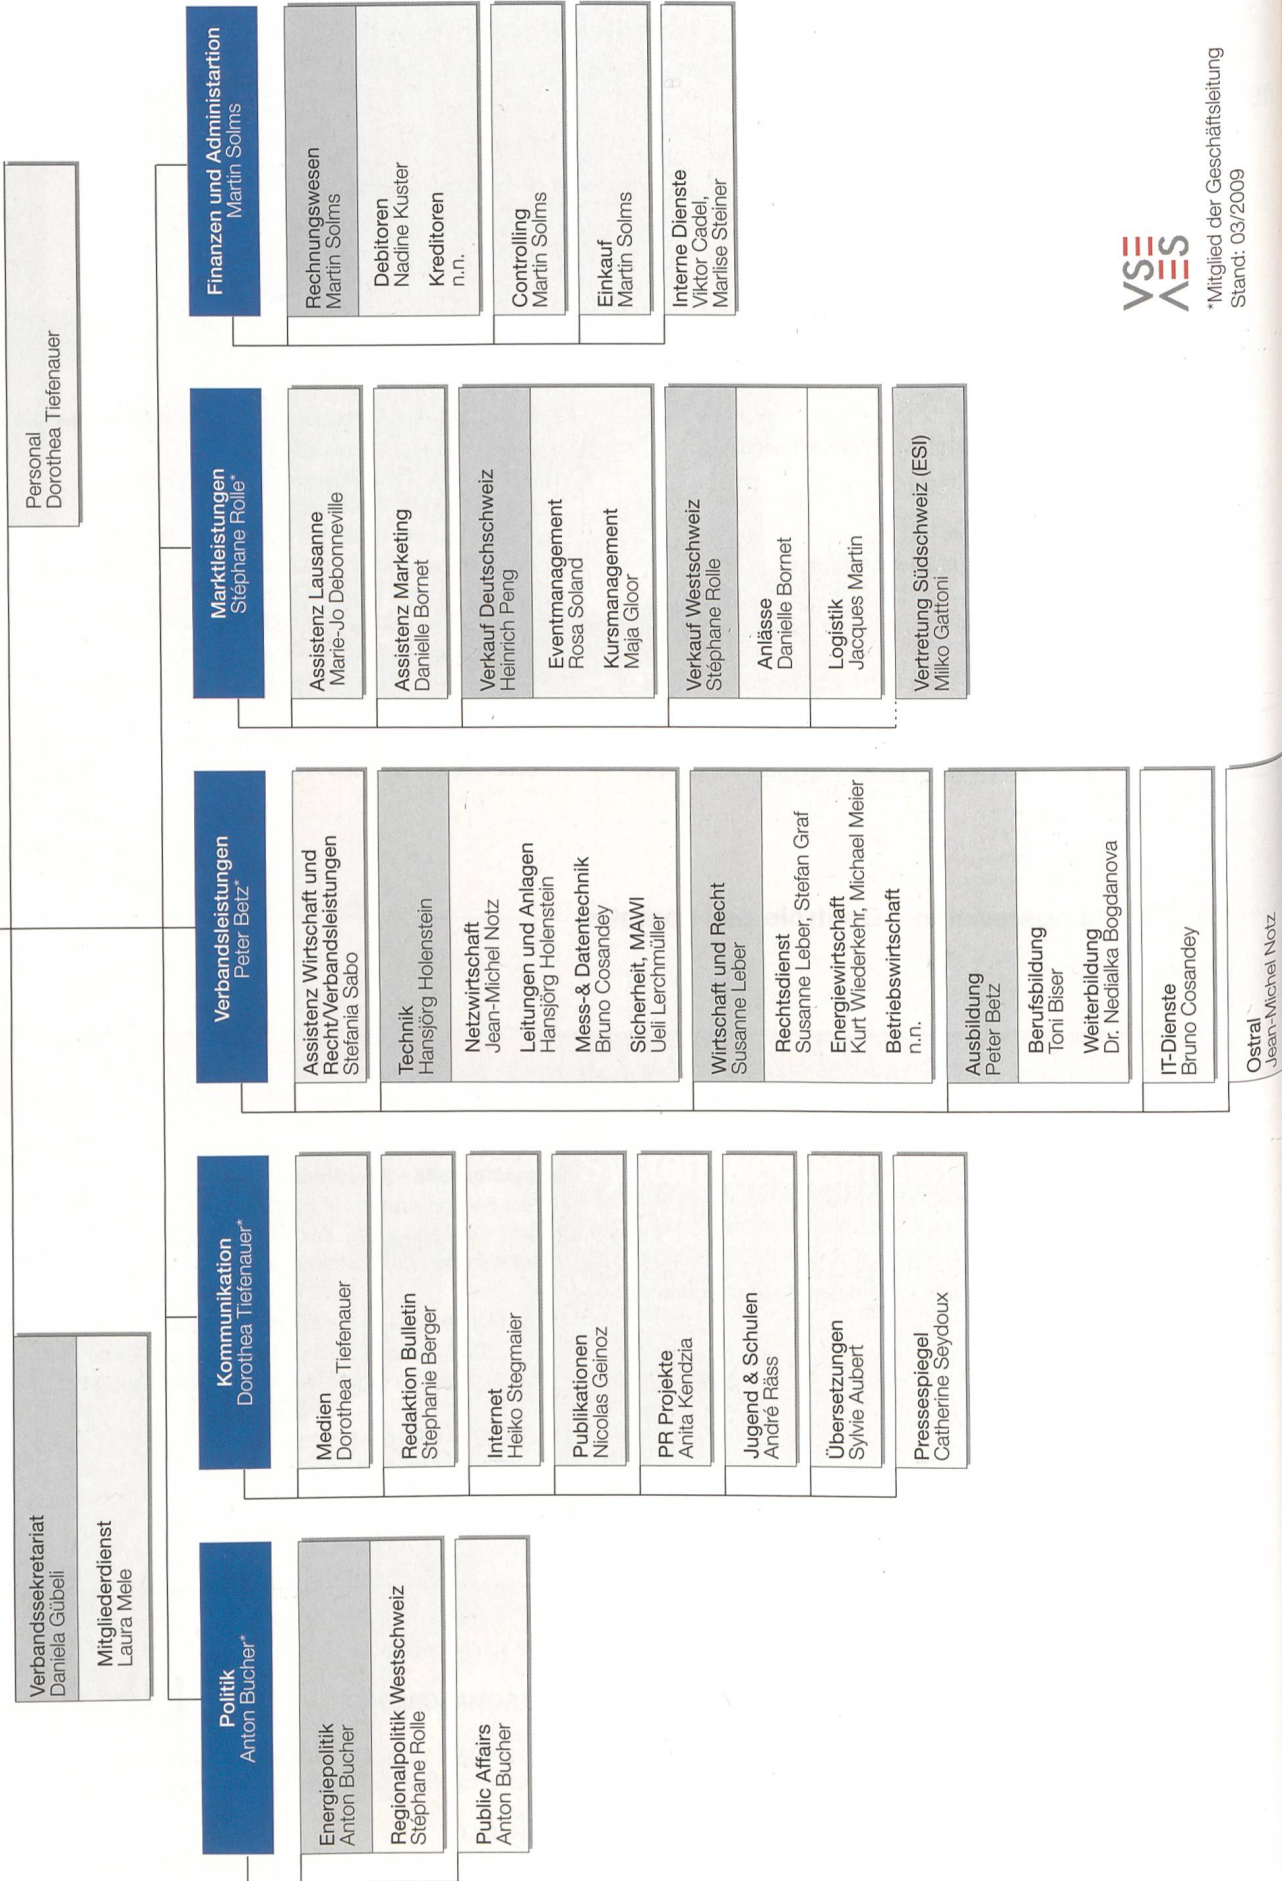 Verbandssekretariat
Daniela Gübeli
Mitgliederdienst
Laura Mele
Personal
Dorothea Tiefenauer
Politik
Anton Bucher*
Energiepolitik
Anton Bucher
Regionalpolitik Westschweiz
Stéphane Rolle
Public Affairs
Anton Bucher
Kommunikation
Dorothea Tiefenauer*
Medien
Dorothea Tiefenauer
Redaktion Bulletin
Stephanie Berger
Internet
Heiko Stegmaier
Publikationen
Nicolas Geinoz
PR Projekte
Anita Kendzia
Jugend & Schulen
André Räss
Übersetzungen
Sylvie Aubert
Pressespiegel
Catherine Seydoux
Verbandsleistungen
Peter Betz*
Assistenz Wirtschaft und
Recht/Verbandsleistungen
Stefania Sabo
Technik
Hansjörg Holenstein
Netzwirtschaft
Jean-Michel Notz
Leitungen und Anlagen
Hansjörg Holenstein
Mess-& Datentechnik
Bruno Cosandey
Sicherheit, MAWI
Ueli Lerchmüller
Wirtschaft und Recht
Susanne Leber
Rechtsdienst
Susanne Leber, Stefan Graf
Energiewirtschaft
Kurt Wiederkehr, Michael Meier
Betriebswirtschaft
n.n.
Ausbildung
Peter Betz
Berufsbildung
Toni Biser
Weiterbildung
Dr. Nedialka Bogdanova
IT-Dienste
Bruno Cosandey
Ostral
Jean-Michel Notz
Marktleistungen
Stéphane Rolle*
Assistenz Lausanne
Marie-Jo Debonneville
Assistenz Marketing
Danielle Bornet
Verkauf Deutschschweiz
Heinrich Peng
Eventmanagement
Rosa Soland
Kursmanagement
Maja Gloor
Verkauf Westschweiz
Stéphane Rolle
Anlässe
Danielle Bornet
Logistik
Jacques Martin
Vertretung Südschweiz (ESI)
Milko Gattoni
Finanzen und Administartion
Martin Solms
Rechnungswesen
Martin Solms
Debitoren
Nadine Kuster
Kreditoren
n.n.
Controlling
Martin Solms
Einkauf
Martin Solms
Interne Dienste
Viktor Cadel,
Marlise Steiner
VSE
AES
*Mitglied der Geschäftsleitung
Stand: 03/2009